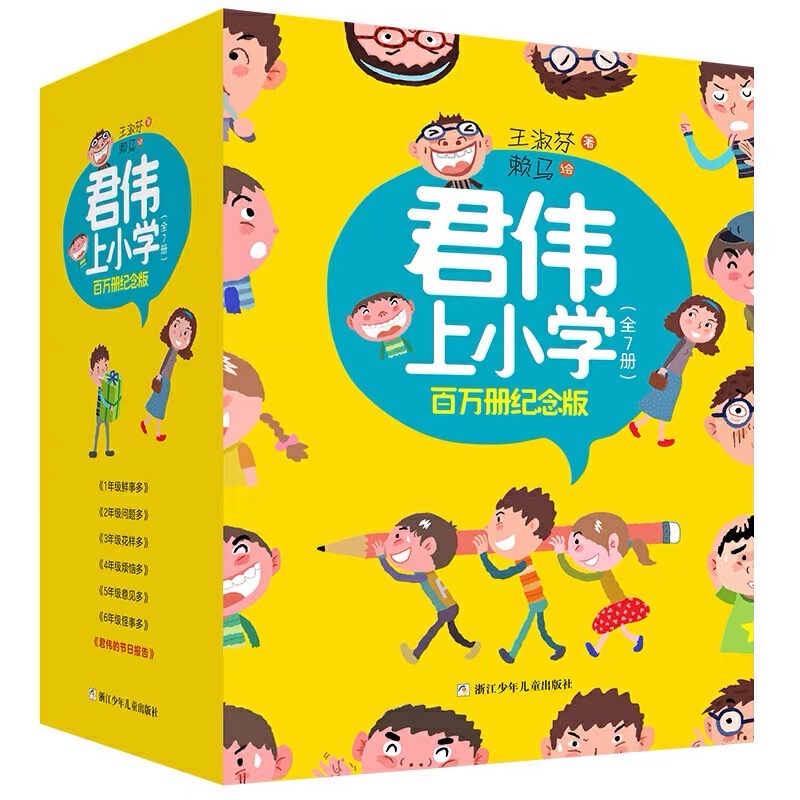 王淑芬 著
赖马 绘
君伟
上小学
(全7册)
百万册纪念版
《1年级鲜事多》
《2年级问题多》
《3年级花样多》
《4年级烦恼多》
《5年级意见多》
《6年级怪事多》
《君伟的节日报告》
浙江少年儿童出版社
王淑芬 著
赖马 绘
君伟
上小学
(全7册)
百万册纪念版
浙江少年儿童出版社